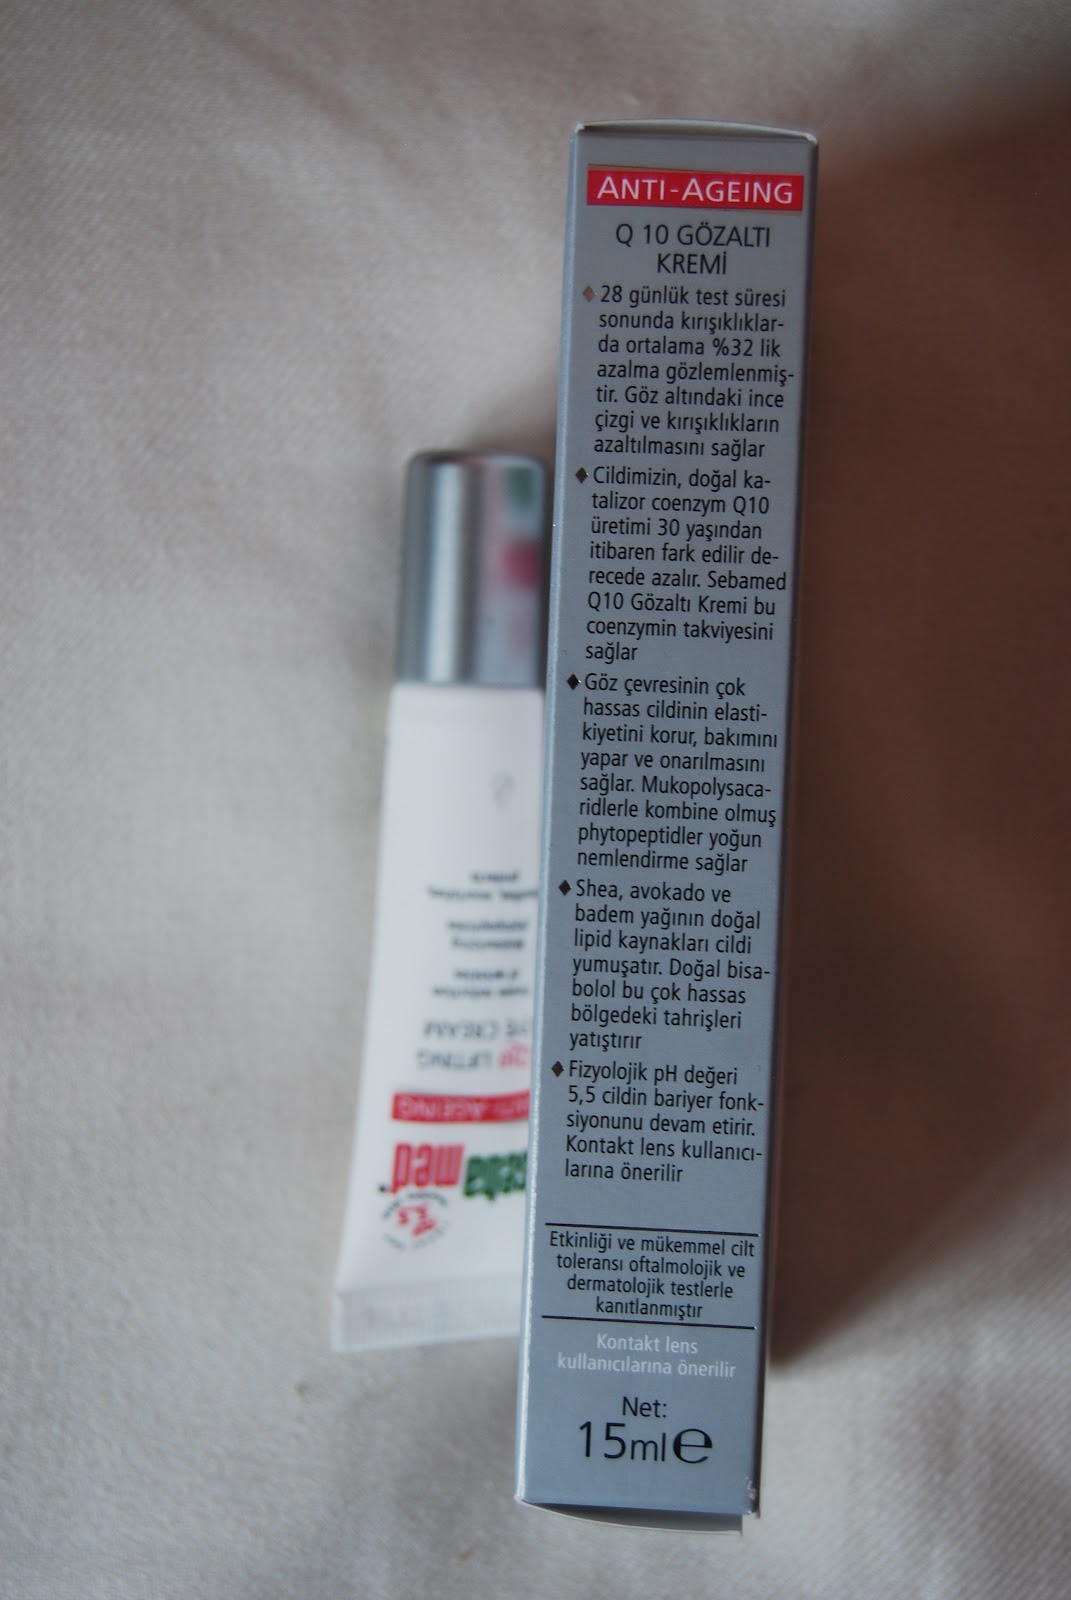 ANTI-AGEING
Q 10 GÖZALTI
KREMİ
28 günlük test süresi
sonunda kırışıklıklar-
da ortalama %32 lik
azalma gözlemlenmiş-
tir. Göz altındaki ince
çizgi ve kırışıklıkların
azaltılmasını sağlar
Cildimizin, doğal ka-
talizor coenzym Q10
üretimi 30 yaşından
itibaren fark edilir de-
recede azalır. Sebamed
Q10 Gözaltı Kremi bu
coenzymin takviyesini
sağlar
Göz çevresinin çok
hassas cildinin elasti-
kiyetini korur, bakımını
yapar ve onarılmasını
sağlar. Mukopolysaca-
ridlerle kombine olmuş
phytopeptidler yoğun
nemlendirme sağlar
Shea, avokado ve
badem yağının doğal
lipid kaynakları cildi
yumuşatır. Doğal bisa-
bolol bu çok hassas
bölgedeki tahrişleri
yatıştırır
Fizyolojik pH değeri
5,5 cildin bariyer fonk-
siyonunu devam etirir.
Kontakt lens kullanıcı-
larına önerilir
Etkinliği ve mükemmel cilt
toleransı oftalmolojik ve
dermatolojik testlerle
kanıtlanmıştır
Kontakt lens
kullanıcılarına önerilir
Net:
15ml℮
LIFTING
CREAM
AGEING
med
5.5